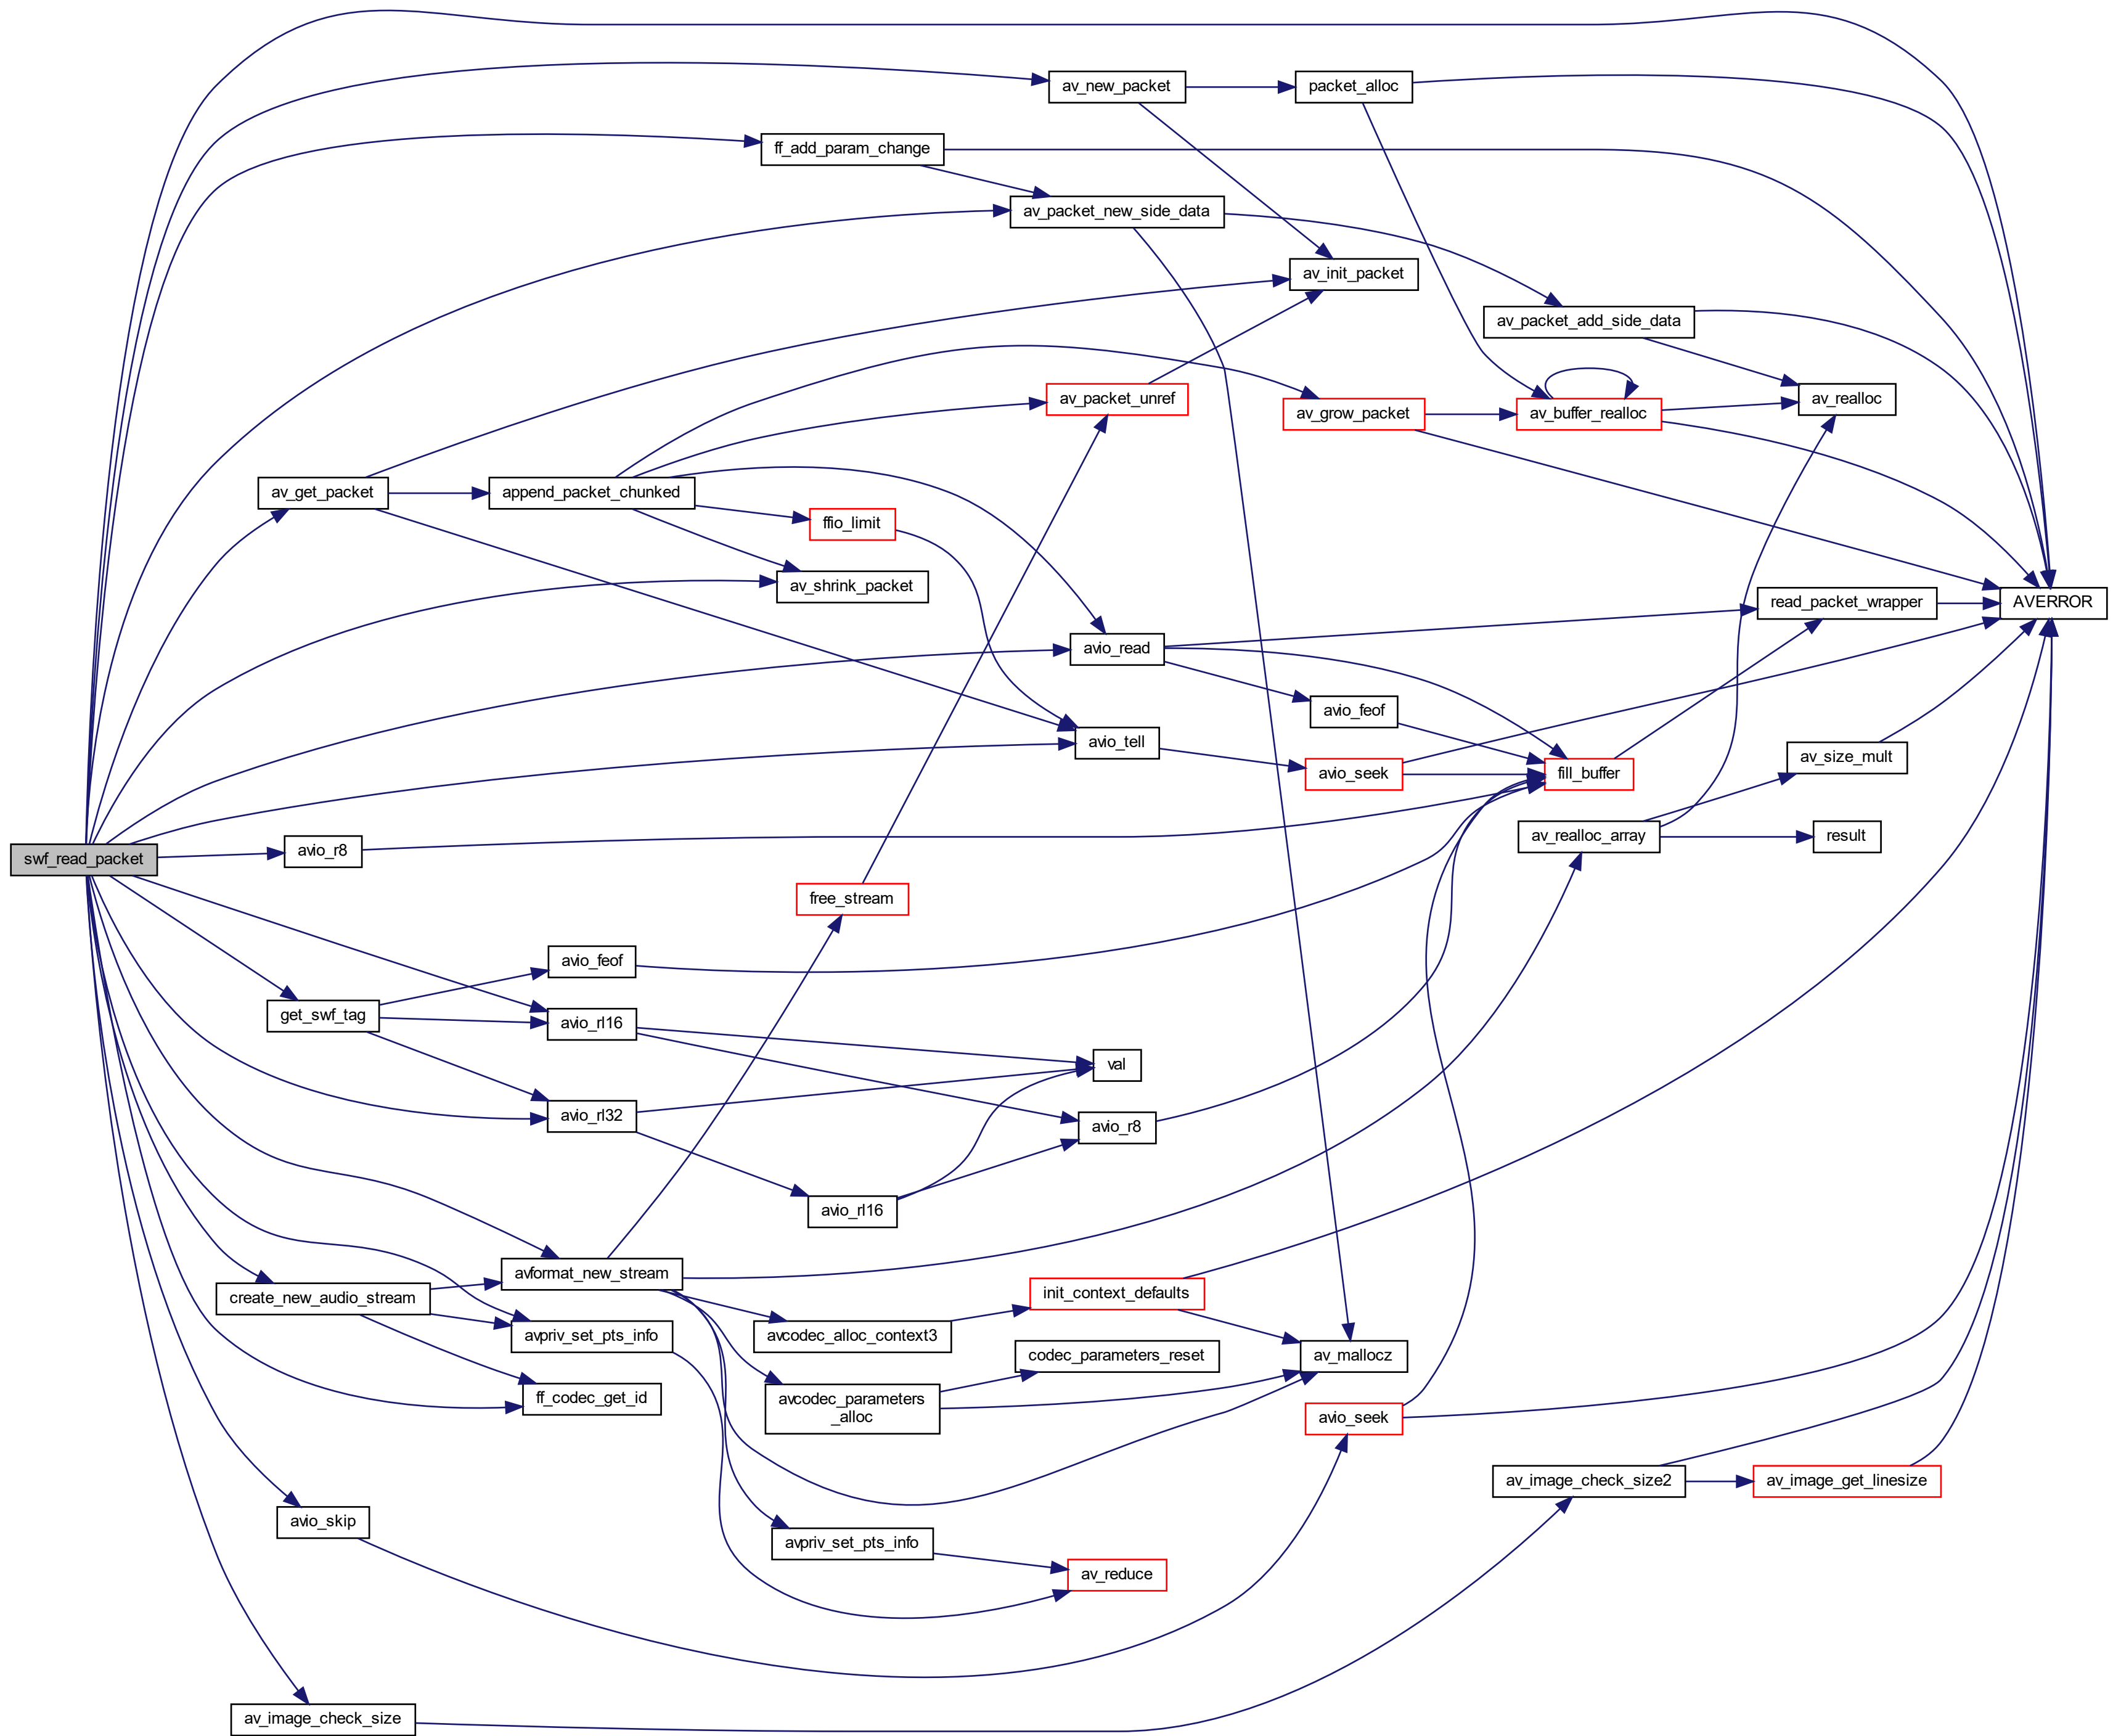 av_new_packet
packet_alloc
ff_add_param_change
av_packet_new_side_data
av_init_packet
av_packet_add_side_data
av_packet_unref
av_grow_packet
av_buffer_realloc
av_realloc
av_get_packet
append_packet_chunked
ffio_limit
av_shrink_packet
read_packet_wrapper
AVERROR
avio_read
avio_feof
avio_tell
avio_seek
fill_buffer
av_size_mult
swf_read_packet
avio_r8
av_realloc_array
result
free_stream
avio_feof
get_swf_tag
avio_rl16
val
avio_rl32
avio_r8
avio_rl16
avformat_new_stream
create_new_audio_stream
init_context_defaults
avpriv_set_pts_info
avcodec_alloc_context3
codec_parameters_reset
av_mallocz
ff_codec_get_id
avcodec_parameters
_alloc
avio_seek
av_image_check_size2
av_image_get_linesize
avio_skip
avpriv_set_pts_info
av_reduce
av_image_check_size